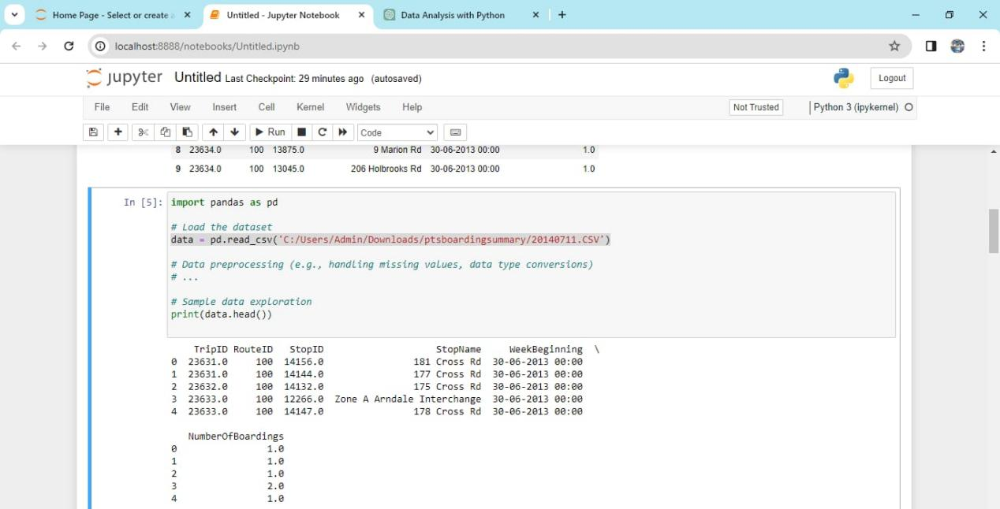 Home Page - Select or create a
Untitled - Jupyter Notebook
Data Analysis with Python
localhost:8888/notebooks/Untitled.ipynb
jupyter Untitled Last Checkpoint: 29 minutes ago (autosaved)
Logout
File Edit View Insert Cell Kernel Widgets Help
Not Trusted
Python 3 (ipykernel)
Run
Code
8 23634.0 100 13875.0 9 Marion Rd 30-06-2013 00:00 1.0
9 23634.0 100 13045.0 206 Holbrooks Rd 30-06-2013 00:00 1.0
In [5]:
import pandas as pd
# Load the dataset
data = pd.read_csv('C:/Users/Admin/Downloads/ptsboardingsummary/20140711.CSV')
# Data preprocessing (e.g., handling missing values, data type conversions)
# ...
# Sample data exploration
print(data.head())
TripID RouteID StopID StopName WeekBeginning \
0 23631.0 100 14156.0 181 Cross Rd 30-06-2013 00:00
1 23631.0 100 14144.0 177 Cross Rd 30-06-2013 00:00
2 23632.0 100 14132.0 175 Cross Rd 30-06-2013 00:00
3 23633.0 100 12266.0 Zone A Arndale Interchange 30-06-2013 00:00
4 23633.0 100 14147.0 178 Cross Rd 30-06-2013 00:00
NumberOfBoardings
0 1.0
1 1.0
2 1.0
3 2.0
4 1.0